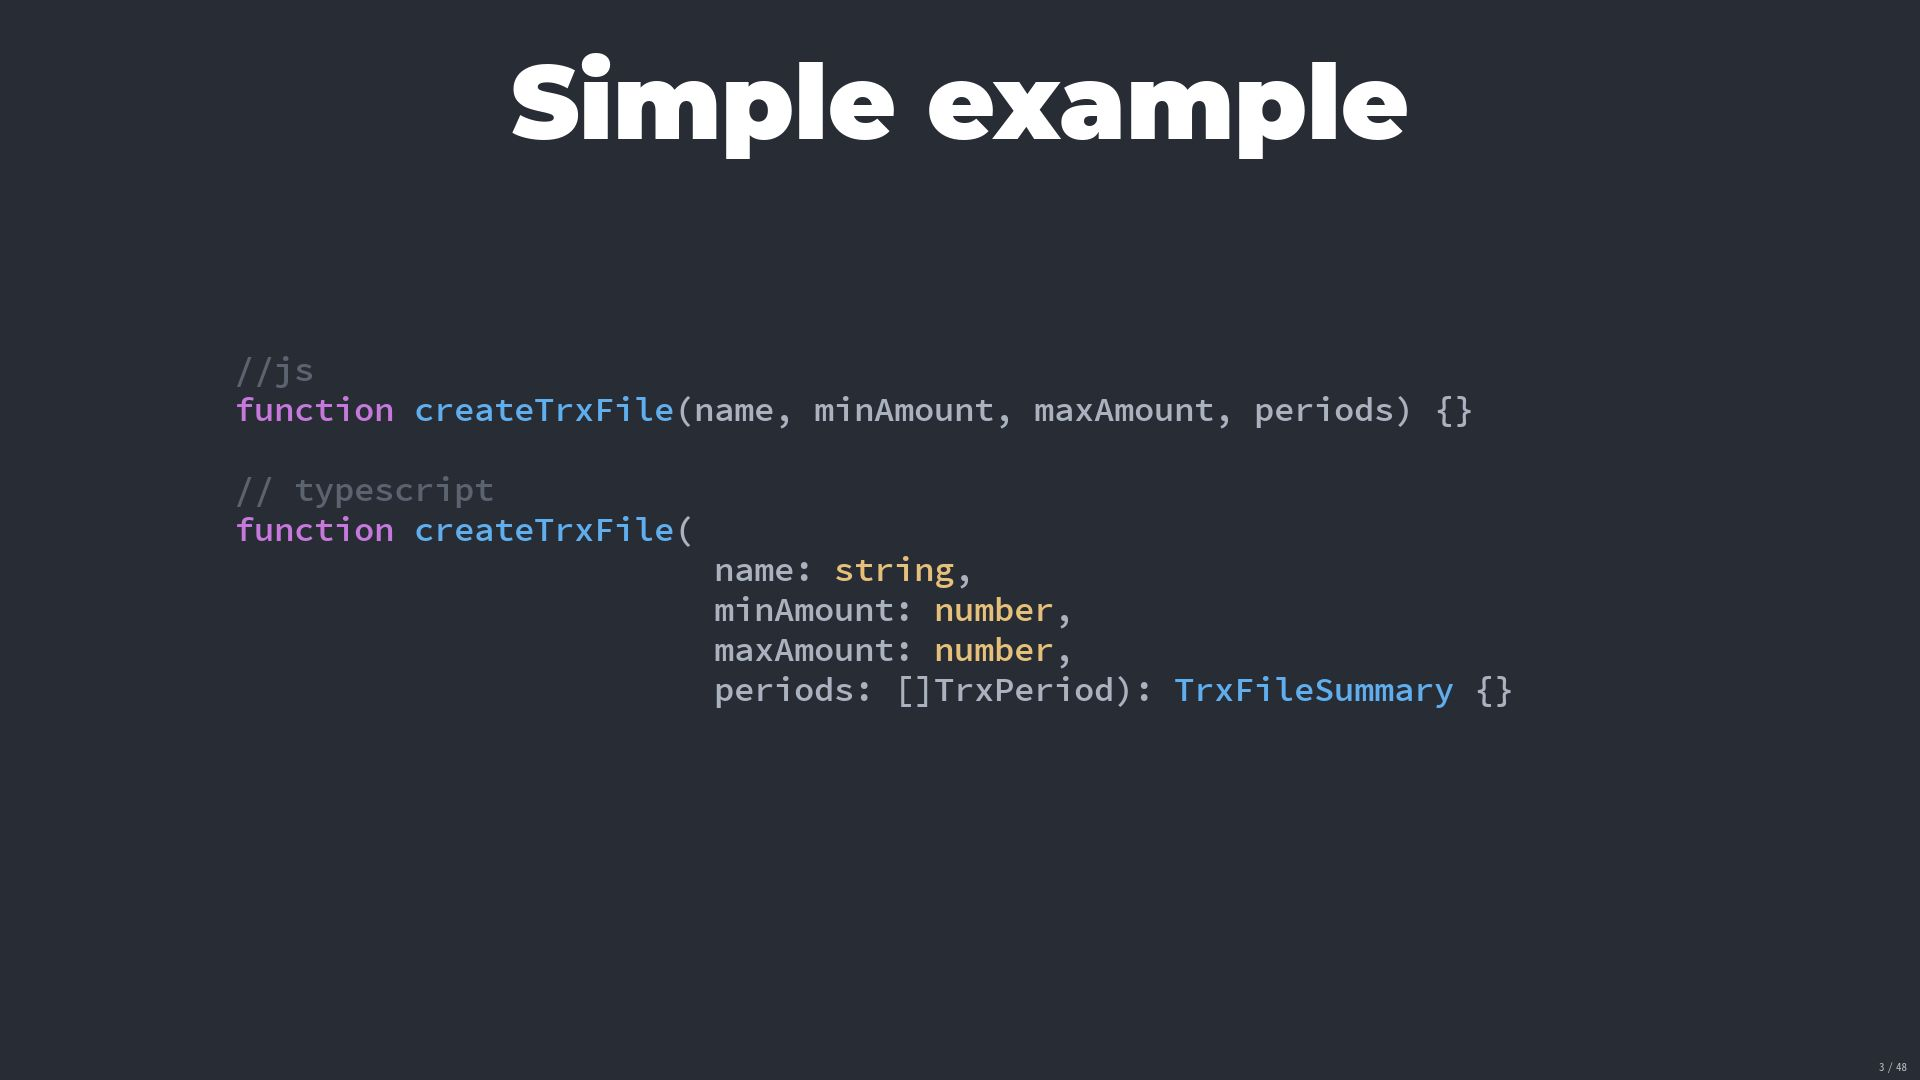 Simple example
//js
function createTrxFile(name, minAmount, maxAmount, periods) {}
// typescript
function createTrxFile(
name: string,
minAmount: number,
maxAmount: number,
periods: []TrxPeriod): TrxFileSummary {}
3 / 48